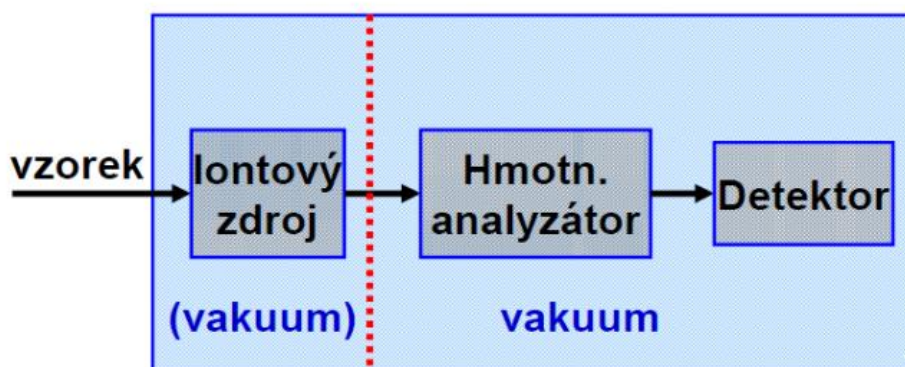 vzorek
Iontový
zdroj
Hmotn.
analyzátor
Detektor
(vakuum)
vakuum